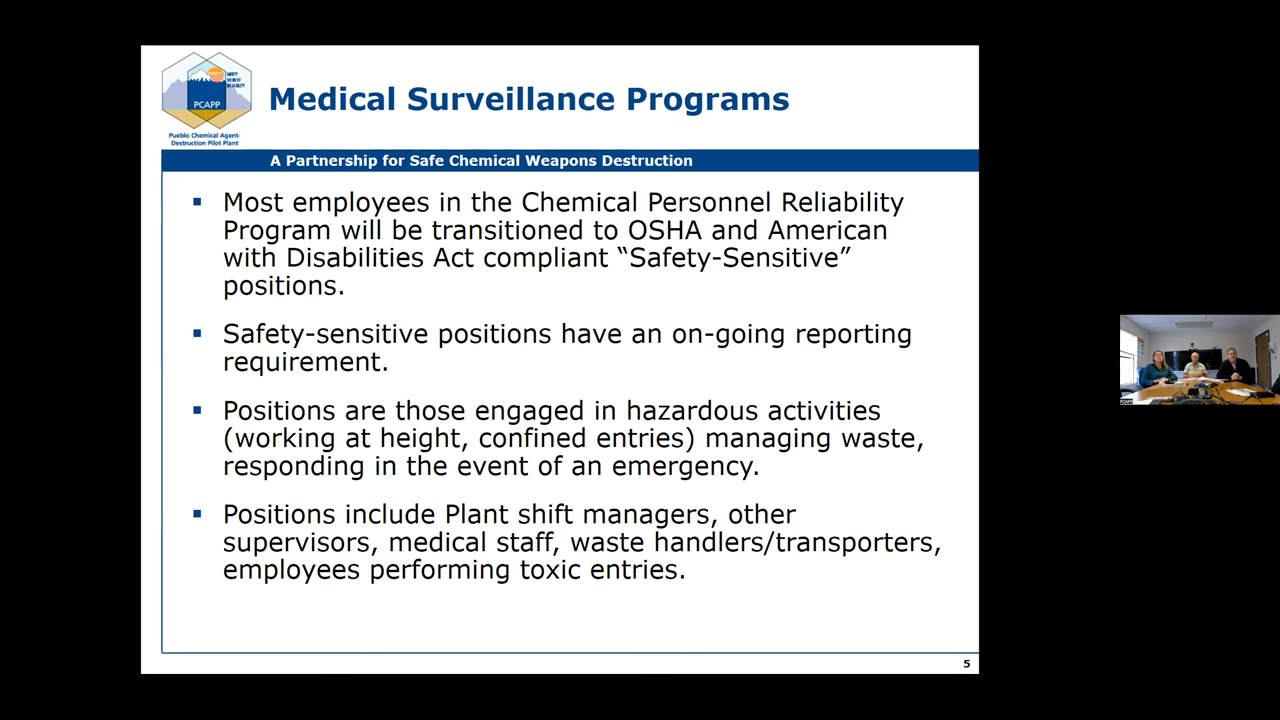 SAFETY
SECURITY
RELIABILITY
PCAPP
Pueblo Chemical Agent-
Destruction Pilot Plant
Medical Surveillance Programs
A Partnership for Safe Chemical Weapons Destruction
▪ Most employees in the Chemical Personnel Reliability
Program will be transitioned to OSHA and American
with Disabilities Act compliant “Safety-Sensitive”
positions.
▪ Safety-sensitive positions have an on-going reporting
requirement.
▪ Positions are those engaged in hazardous activities
(working at height, confined entries) managing waste,
responding in the event of an emergency.
▪ Positions include Plant shift managers, other
supervisors, medical staff, waste handlers/transporters,
employees performing toxic entries.
5
PCAPP